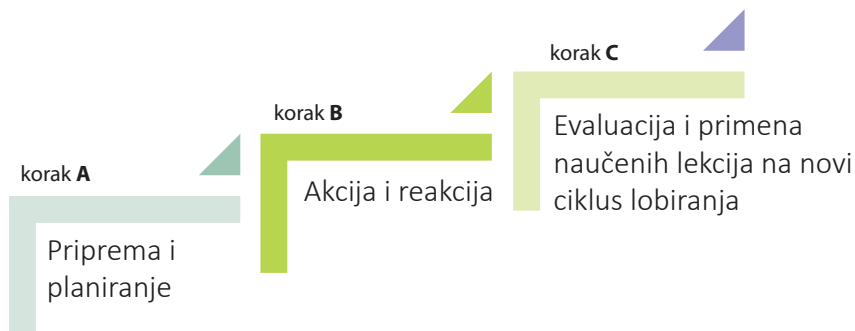 korak A
Priprema i
planiranje
korak B
Akcija i reakcija
korak C
Evaluacija i primena
naučenih lekcija na novi
ciklus lobiranja